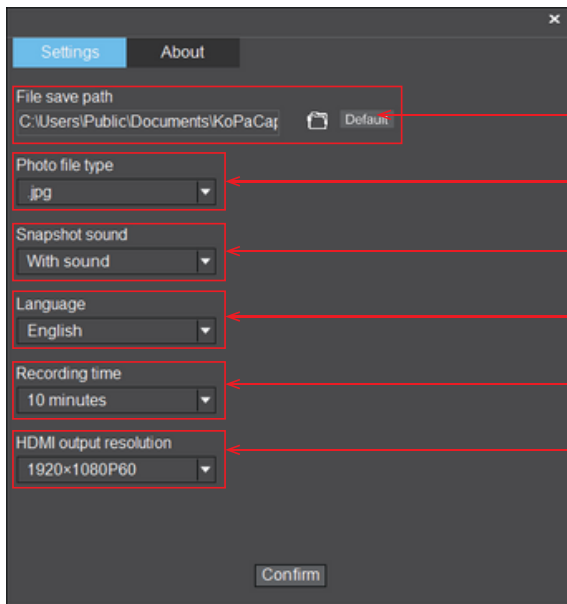 Settings About
File save path
C:\Users\Public\Documents\KoPaCap
Default
Photo file type
.jpg
Snapshot sound
With sound
Language
English
Recording time
10 minutes
HDMI output resolution
1920×1080P60
Confirm